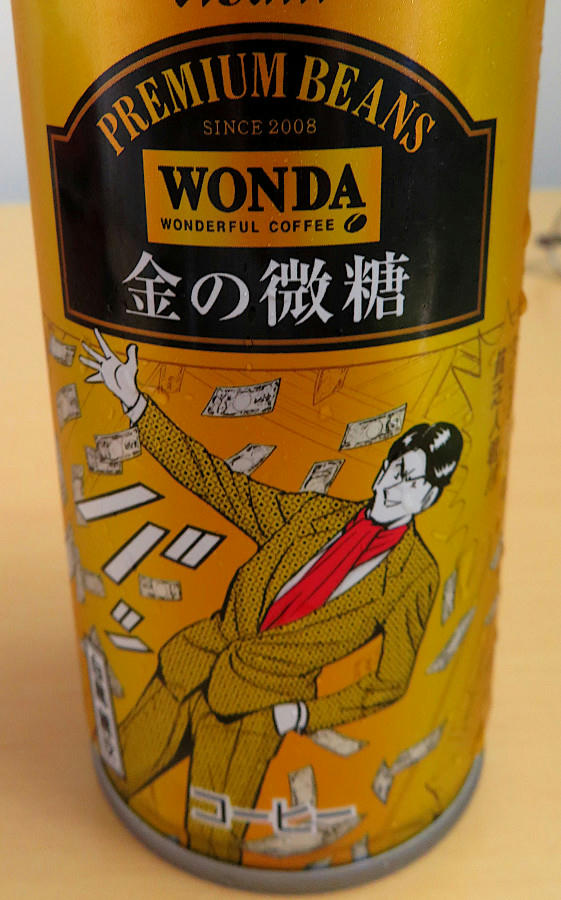 PREMIUM BEANS
SINCE 2008
WONDA
WONDERFUL COFFEE
金の微糖
コーヒー